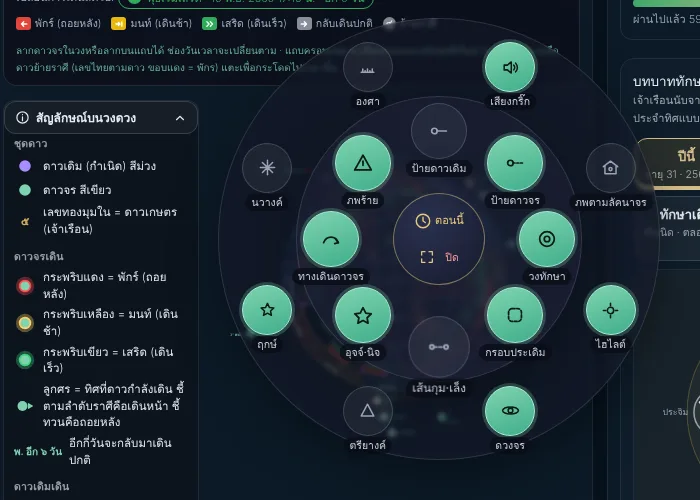 พักร์ (ถอยหลัง) มนท์ (เดินช้า) เสริด (เดินเร็ว) กลับเดินปกติ
ผ่านไปแล้ว
ลากดาวจรในวงหรือลากบนแถบได้ ช่องวันเวลาจะเปลี่ยนตาม
ดาวย้ายราศี (เลขไทยตามดาว ขอบแดง = พักร์) แตะเพื่อกระโดดไป
สัญลักษณ์บนวงดวง
ชุดดาว
ดาวเดิม (กำเนิด) สีม่วง
ดาวจร สีเขียว
๕ เลขทองมุมใน = ดาวเกษตร
(เจ้าเรือน)
ดาวจรเดิน
กระพริบแดง = พักร์ (ถอย
หลัง)
กระพริบเหลือง = มนท์ (เดิน
ช้า)
กระพริบเขียว = เสริด (เดิน
เร็ว)
ลูกศร = ทิศที่ดาวกำลังเดิน ชี้
ตามลำดับราศีคือเดินหน้า ชี้
ทวนคือถอยหลัง
พ. อีก ๖ วัน อีกกี่วันจะกลับมาเดิน
ปกติ
ดาวเดิมเดิน
องศา
เสียงกริ๊ก
ป้ายดาวเดิม
นวางค์
ภพร้าย
ป้ายดาวจร
ภพตามลัคนาจร
ตอนนี้
ปิด
ทางเดินดาวจร
วงทักษา
ฤกษ์
อุจจ์·นิจ
กรอบประเดิม
ไฮไลต์
เส้นกุม·เล็ง
ตรียางค์
ดวงจร
บทบาททักษ
เจ้าเรือนนับจา
ประจำทิศแบบ
ปีนี้
ประจิม